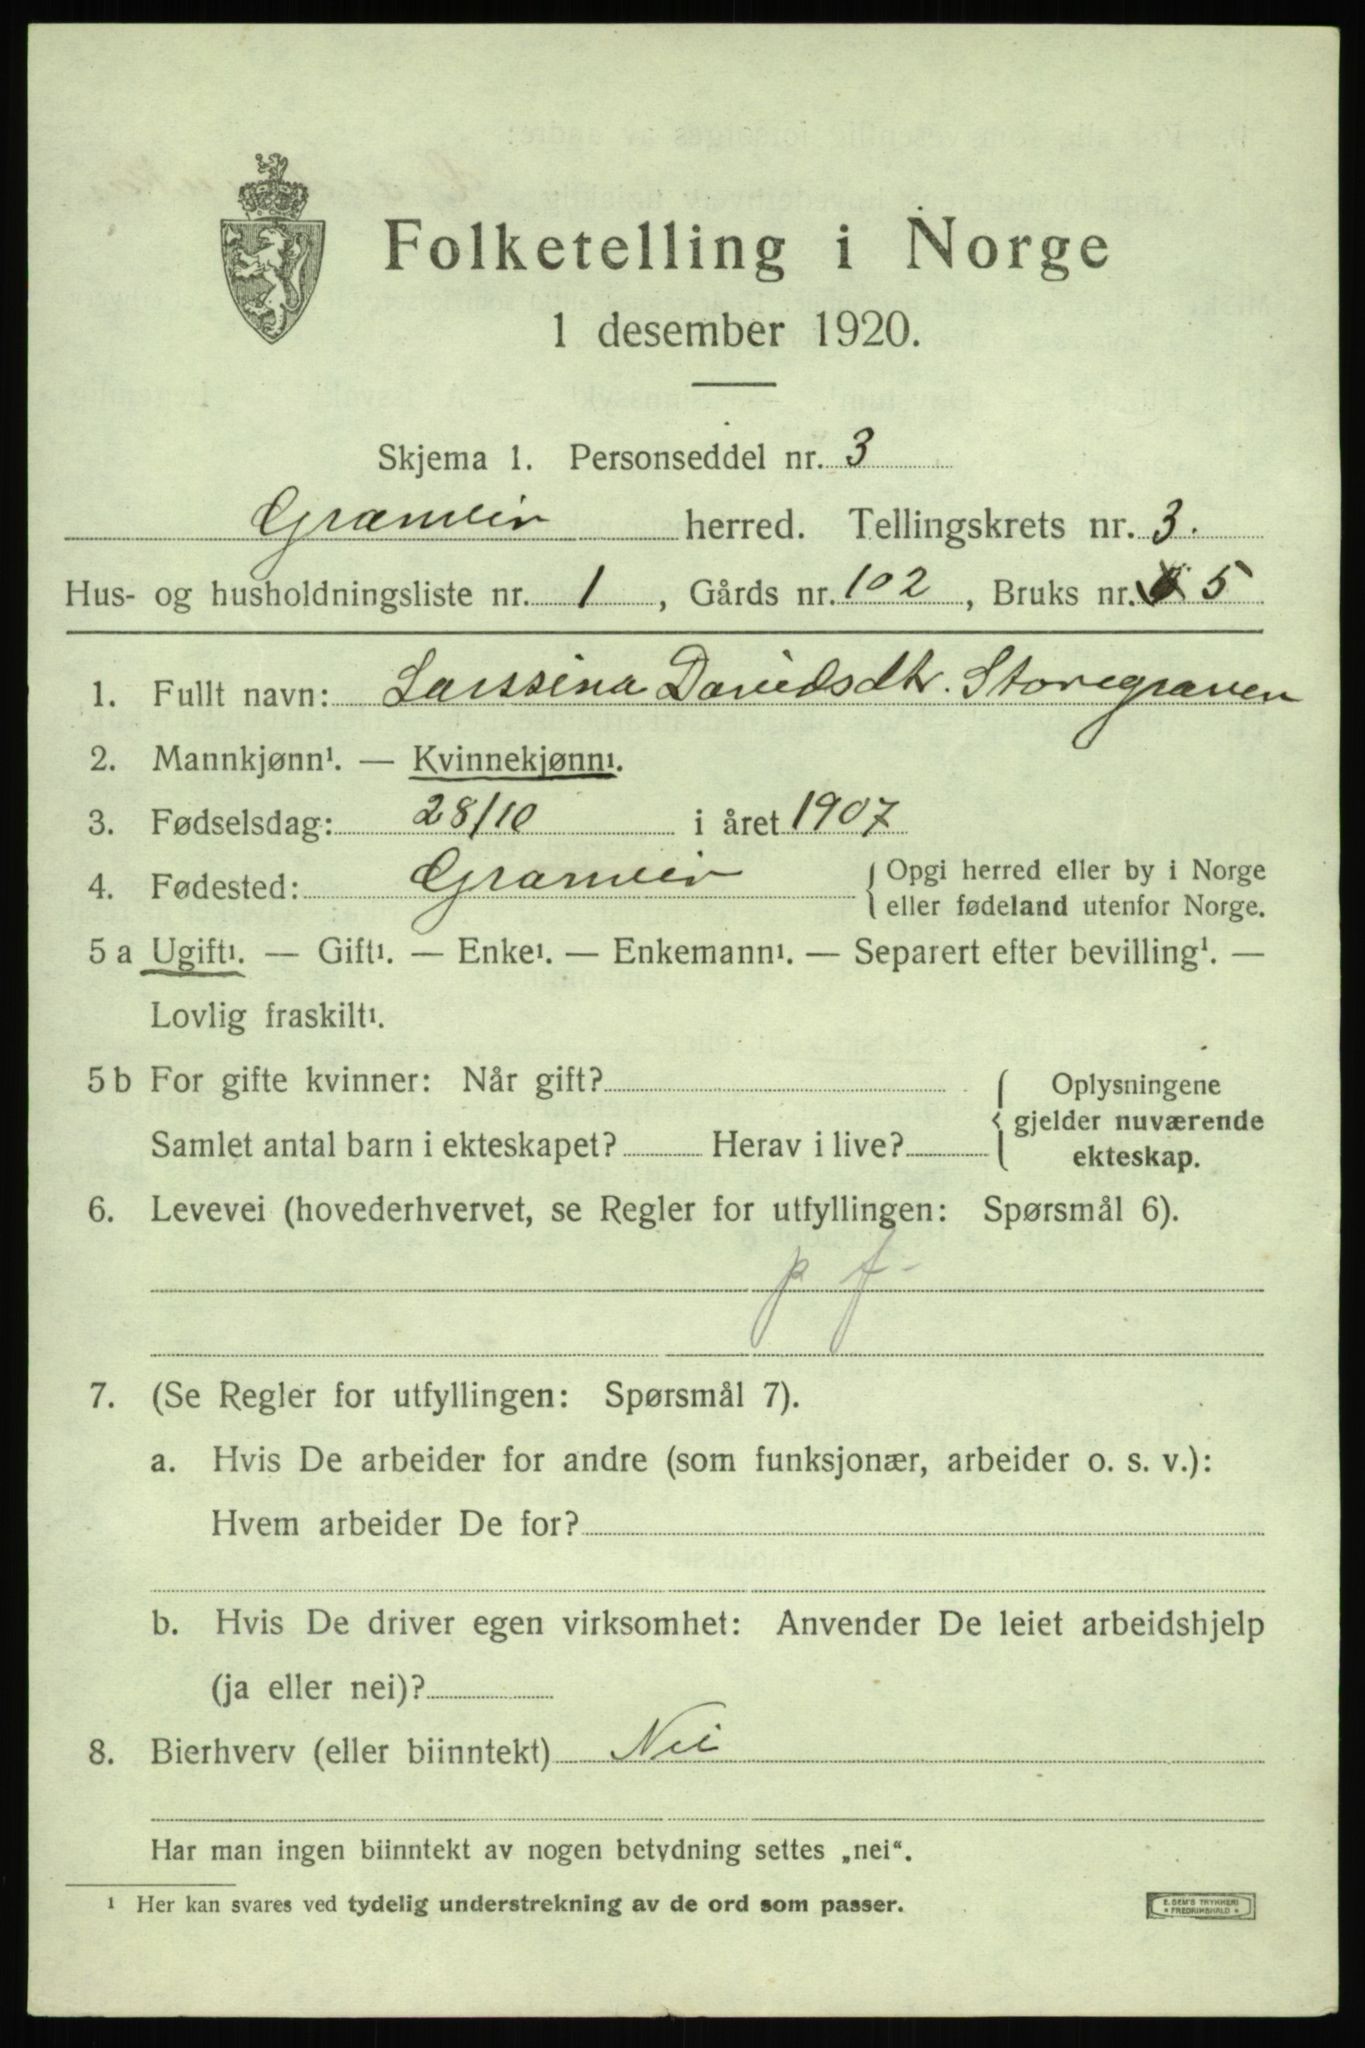 Folketelling i Norge
1 desember 1920.
Skjema 1. Personseddel nr. 3
Granvin herred. Tellingskrets nr. 3.
Hus- og husholdningsliste nr. 1, Gårds nr. 102, Bruks nr. 5
1. Fullt navn: Larssina Davidsdtr. Storegraven
2. Mannkjønn¹. — Kvinnekjønn¹.
3. Fødselsdag: 28/10 i året 1907
4. Fødested: Granvin { Opgi herred eller by i Norge
eller fødeland utenfor Norge.
5 a Ugift¹. — Gift¹. — Enke¹. — Enkemann¹. — Separert efter bevilling¹. —
Lovlig fraskilt¹.
5 b For gifte kvinner: Når gift? { Oplysningene
gjelder nuværende
Samlet antal barn i ekteskapet? Herav i live? ekteskap.
6. Levevei (hovederhvervet, se Regler for utfyllingen: Spørsmål 6).
p f -
7. (Se Regler for utfyllingen: Spørsmål 7).
a. Hvis De arbeider for andre (som funksjonær, arbeider o. s. v.):
Hvem arbeider De for?
b. Hvis De driver egen virksomhet: Anvender De leiet arbeidshjelp
(ja eller nei)?
8. Bierhverv (eller biinntekt) Nei
Har man ingen biinntekt av nogen betydning settes „nei“.
¹ Her kan svares ved tydelig understrekning av de ord som passer.
E. SEM'S TRYKKERI
* FREDRIKSHALD *